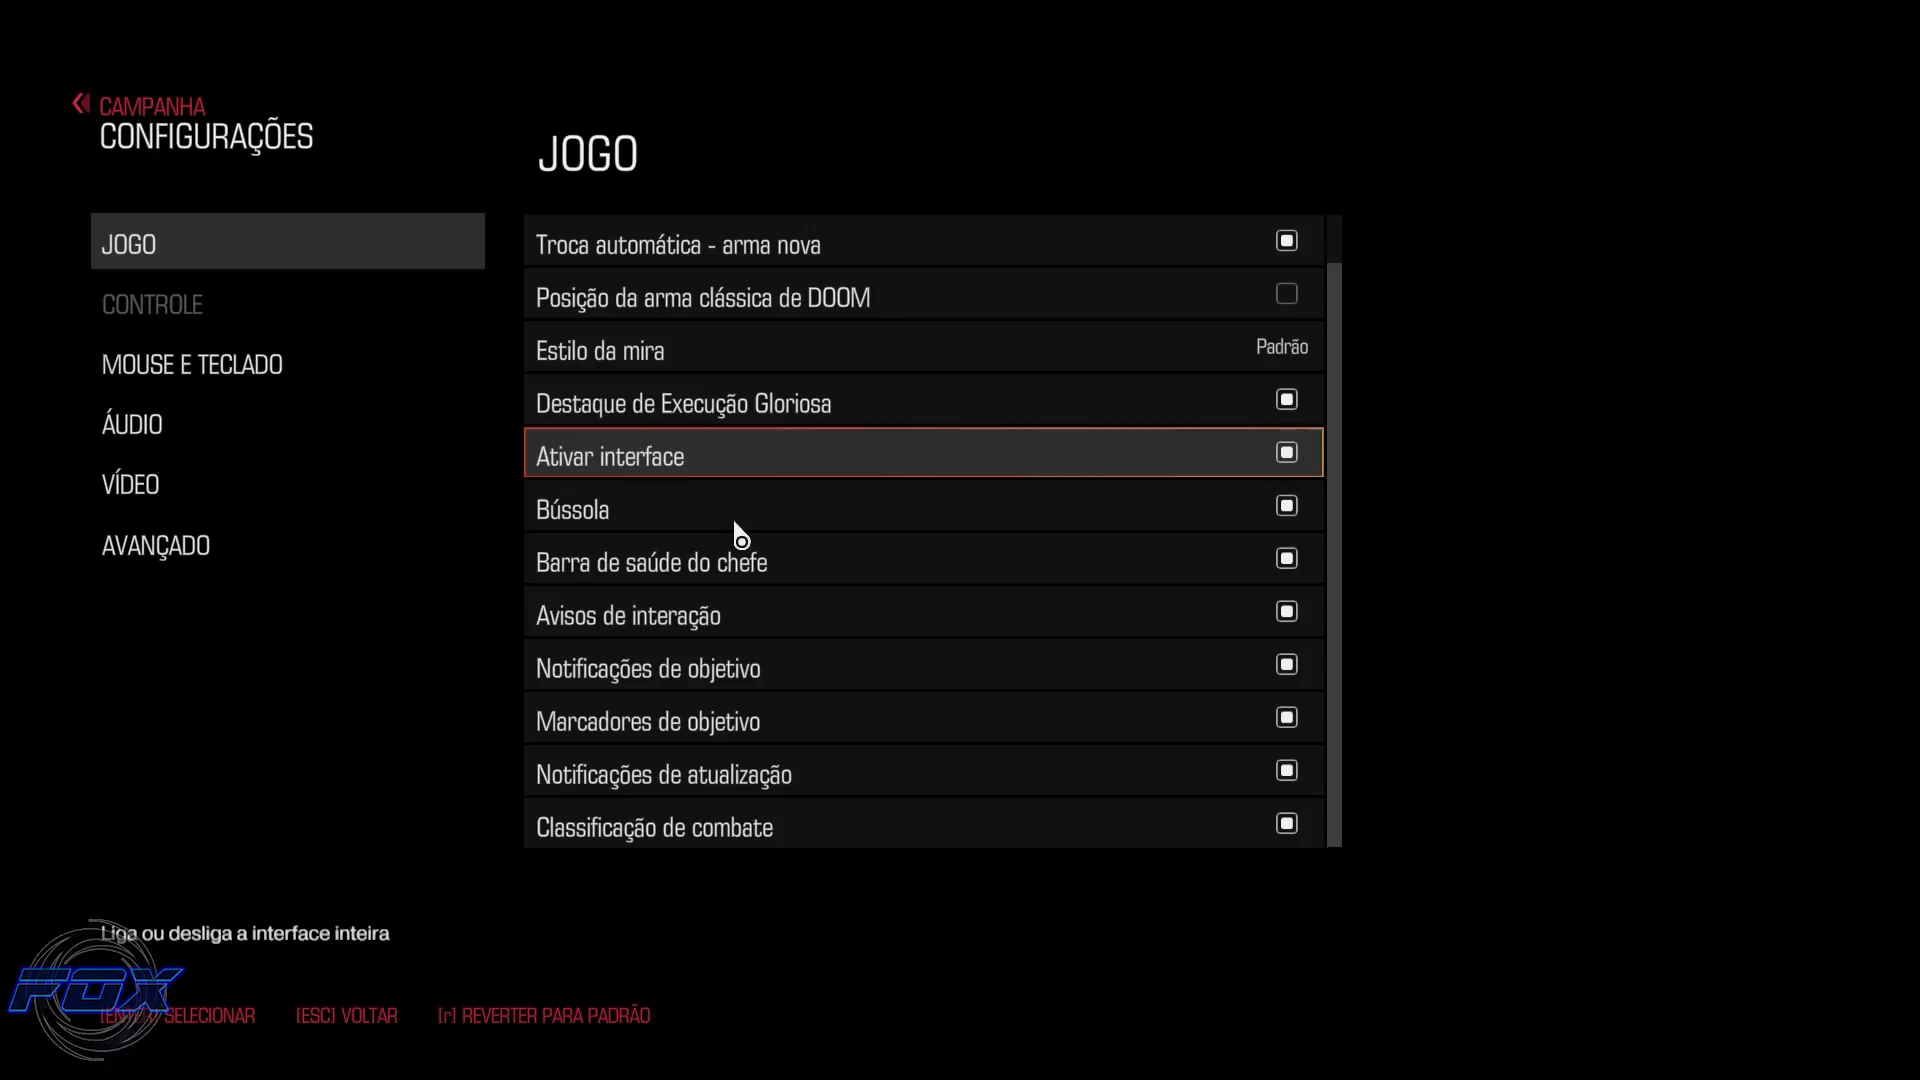 CAMPANHA
CONFIGURAÇÕES
JOGO
JOGO
CONTROLE
MOUSE E TECLADO
ÁUDIO
VÍDEO
AVANÇADO
Troca automática - arma nova
Posição da arma clássica de DOOM
Estilo da mira Padrão
Destaque de Execução Gloriosa
Ativar interface
Bússola
Barra de saúde do chefe
Avisos de interação
Notificações de objetivo
Marcadores de objetivo
Notificações de atualização
Classificação de combate
Liga ou desliga a interface inteira
FOX
SELECIONAR [ESC] VOLTAR [r] REVERTER PARA PADRÃO